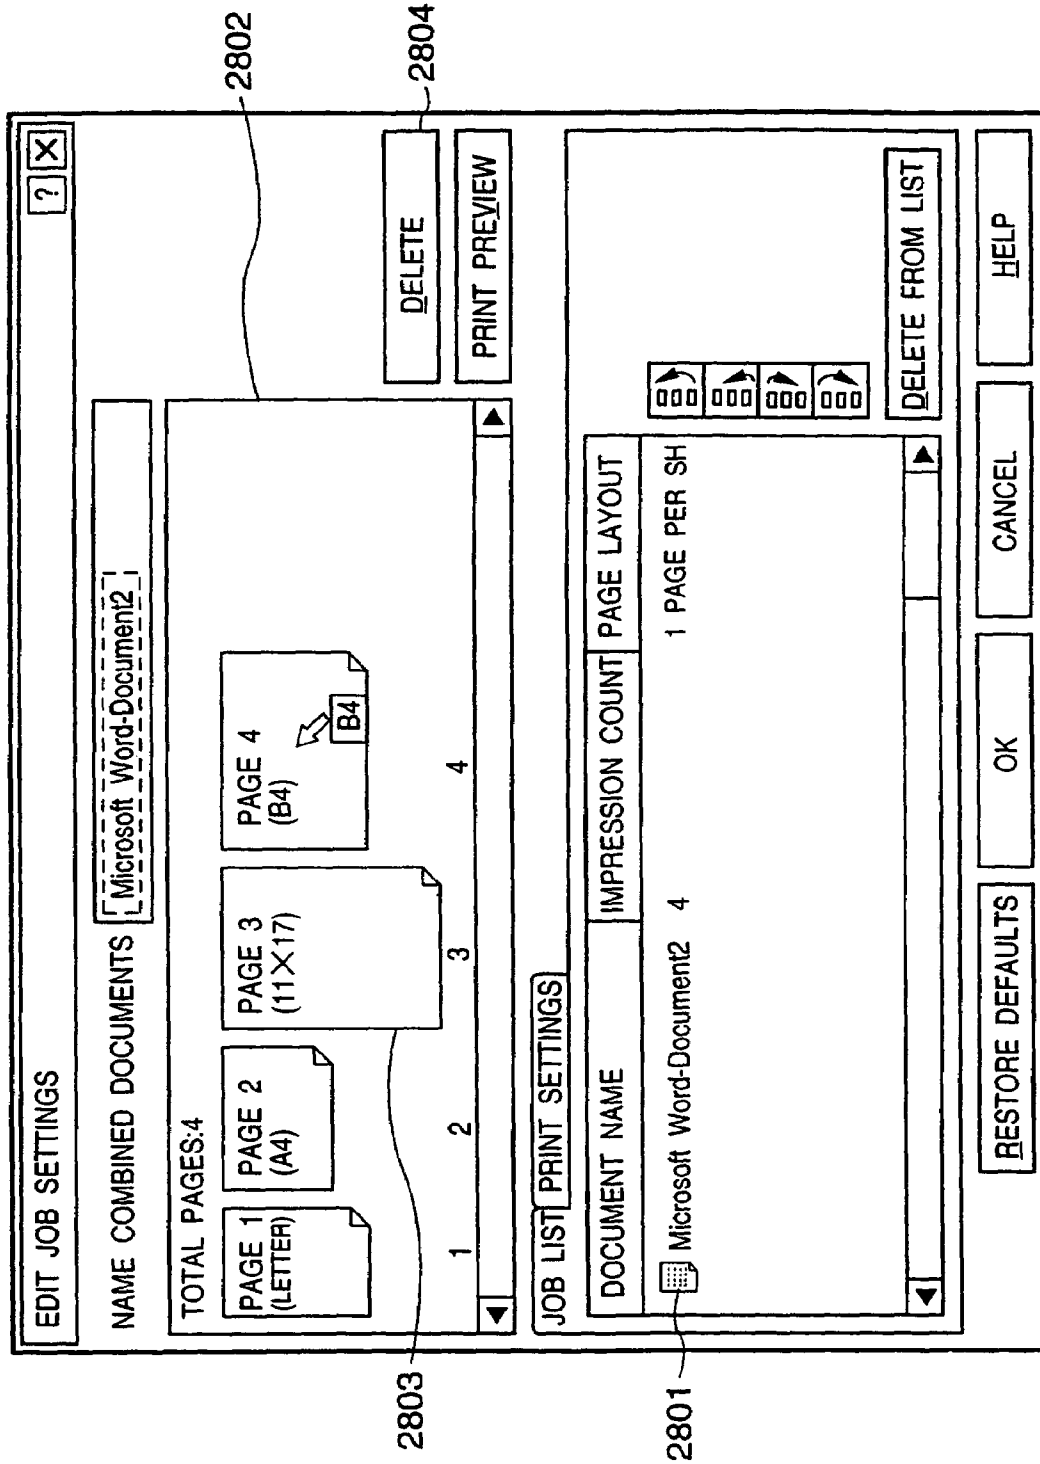 EDIT JOB SETTINGS
? X
NAME COMBINED DOCUMENTS Microsoft Word-Document2
2802
TOTAL PAGES:4
PAGE 1
(LETTER)
PAGE 2
(A4)
PAGE 3
(11×17)
PAGE 4
(B4)
B4
1 2 3 4
2803
DELETE
2804
PRINT PREVIEW
JOB LIST PRINT SETTINGS
DOCUMENT NAME IMPRESSION COUNT PAGE LAYOUT
Microsoft Word-Document2 4 1 PAGE PER SH
2801
DELETE FROM LIST
RESTORE DEFAULTS OK CANCEL HELP